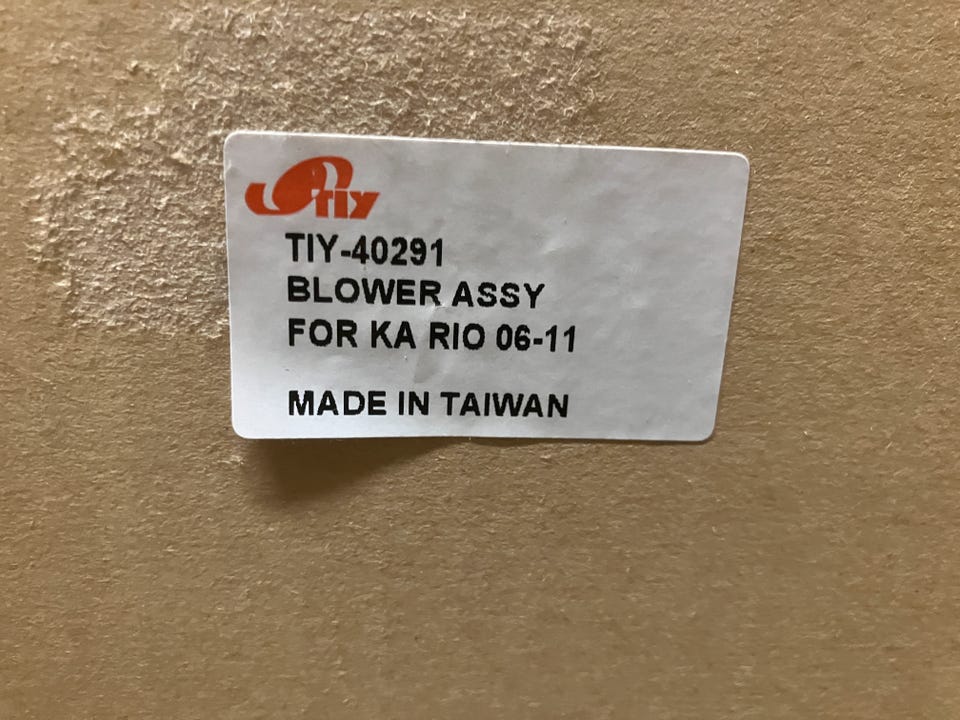 TIY
TIY-40291
BLOWER ASSY
FOR KA RIO 06-11
MADE IN TAIWAN